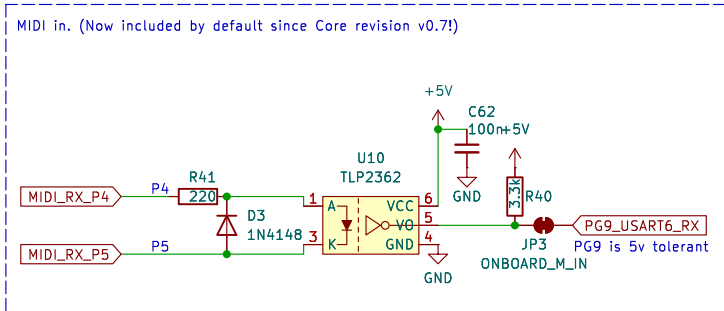 MIDI in. (Now included by default since Core revision v0.7!)
+5V
C62
100n
+5V
GND
U10
TLP2362
R41
220
MIDI_RX_P4
P4
1
A
VCC
6
3.3k
R40
D3
1N4148
VO
5
PG9_USART6_RX
MIDI_RX_P5
P5
3
K
GND
4
JP3
PG9 is 5v tolerant
ONBOARD_M_IN
GND